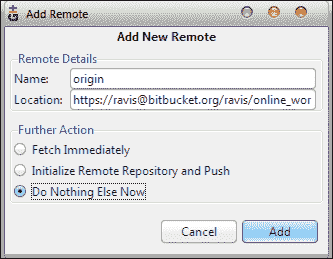 Add Remote
Add New Remote
Remote Details
Name: origin
Location: https://ravis@bitbucket.org/ravis/online_wor
Further Action
Fetch Immediately
Initialize Remote Repository and Push
Do Nothing Else Now
Cancel Add